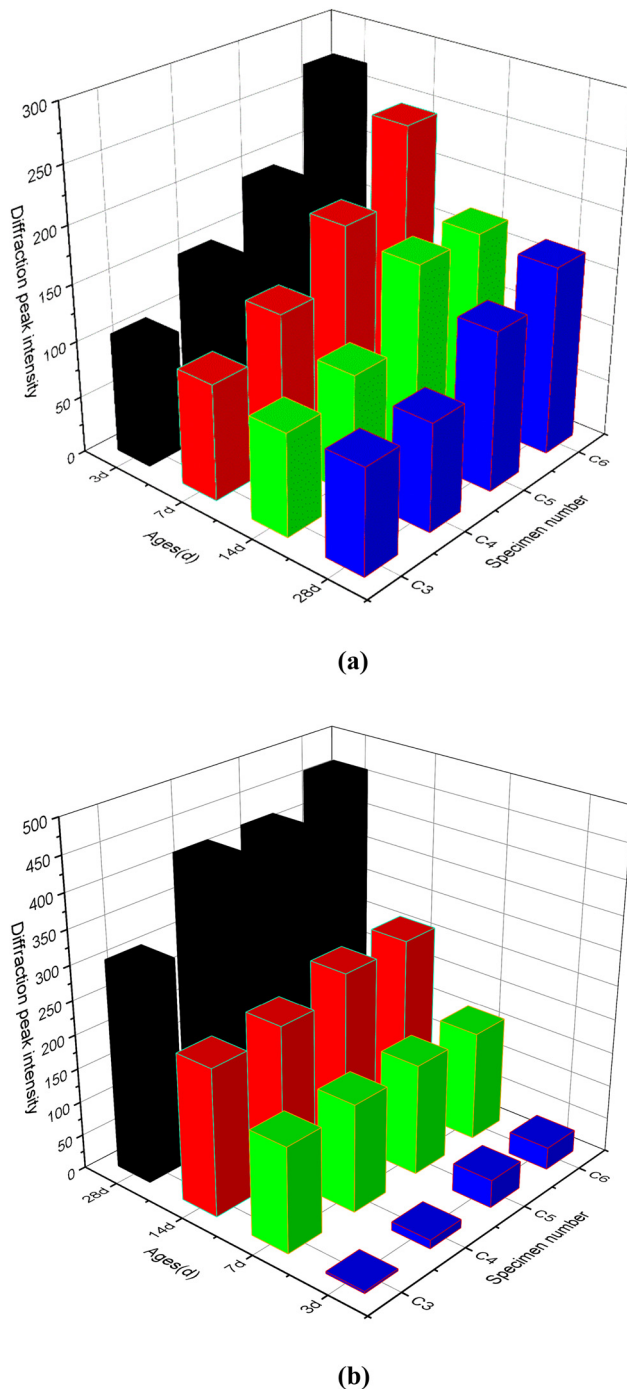 300
250
200
150
100
50
0
Diffraction peak intensity
3d
7d
14d
28d
Ages(d)
C3
C4
C5
C6
Specimen number
(a)
500
450
400
350
300
250
200
150
100
50
0
Diffraction peak intensity
28d
14d
7d
3d
Ages(d)
C3
C4
C5
C6
Specimen number
(b)